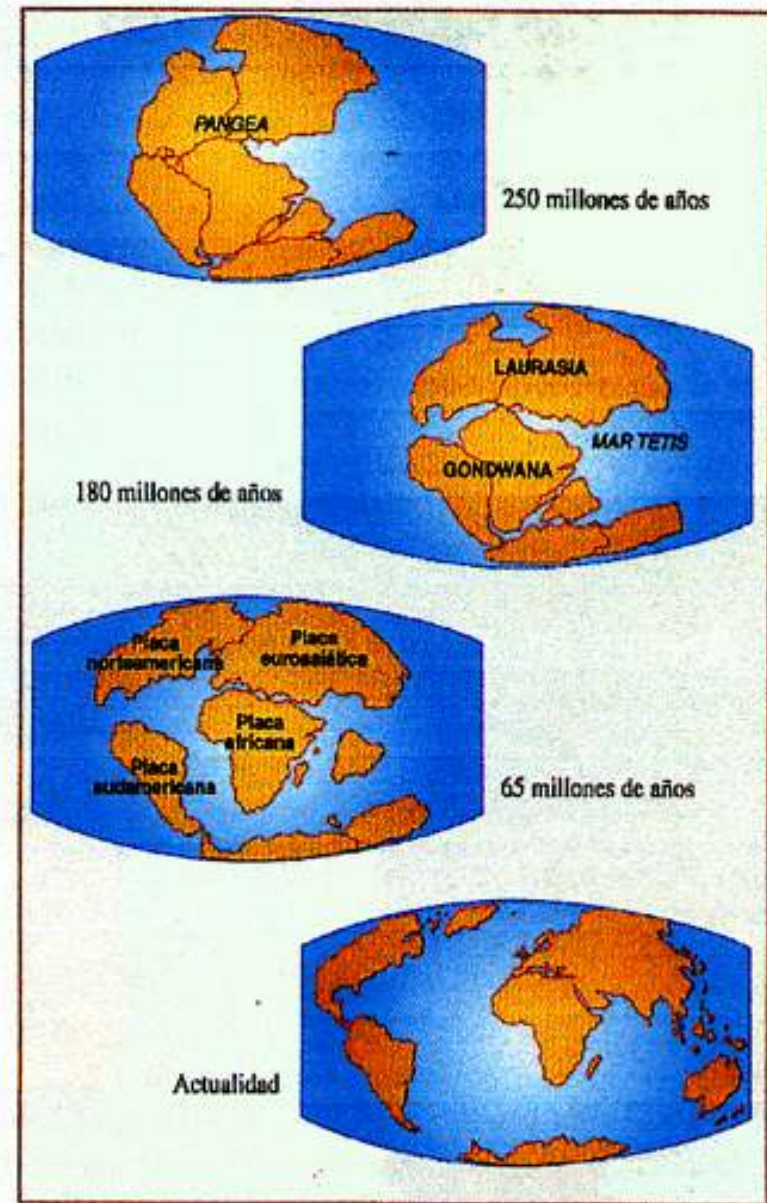 PANGEA
250 millones de años
LAURASIA
MAR TETIS
GONDWANA
180 millones de años
Placa
norteamericana
Placa
euroasiática
Placa
africana
Placa
sudamericana
65 millones de años
Actualidad